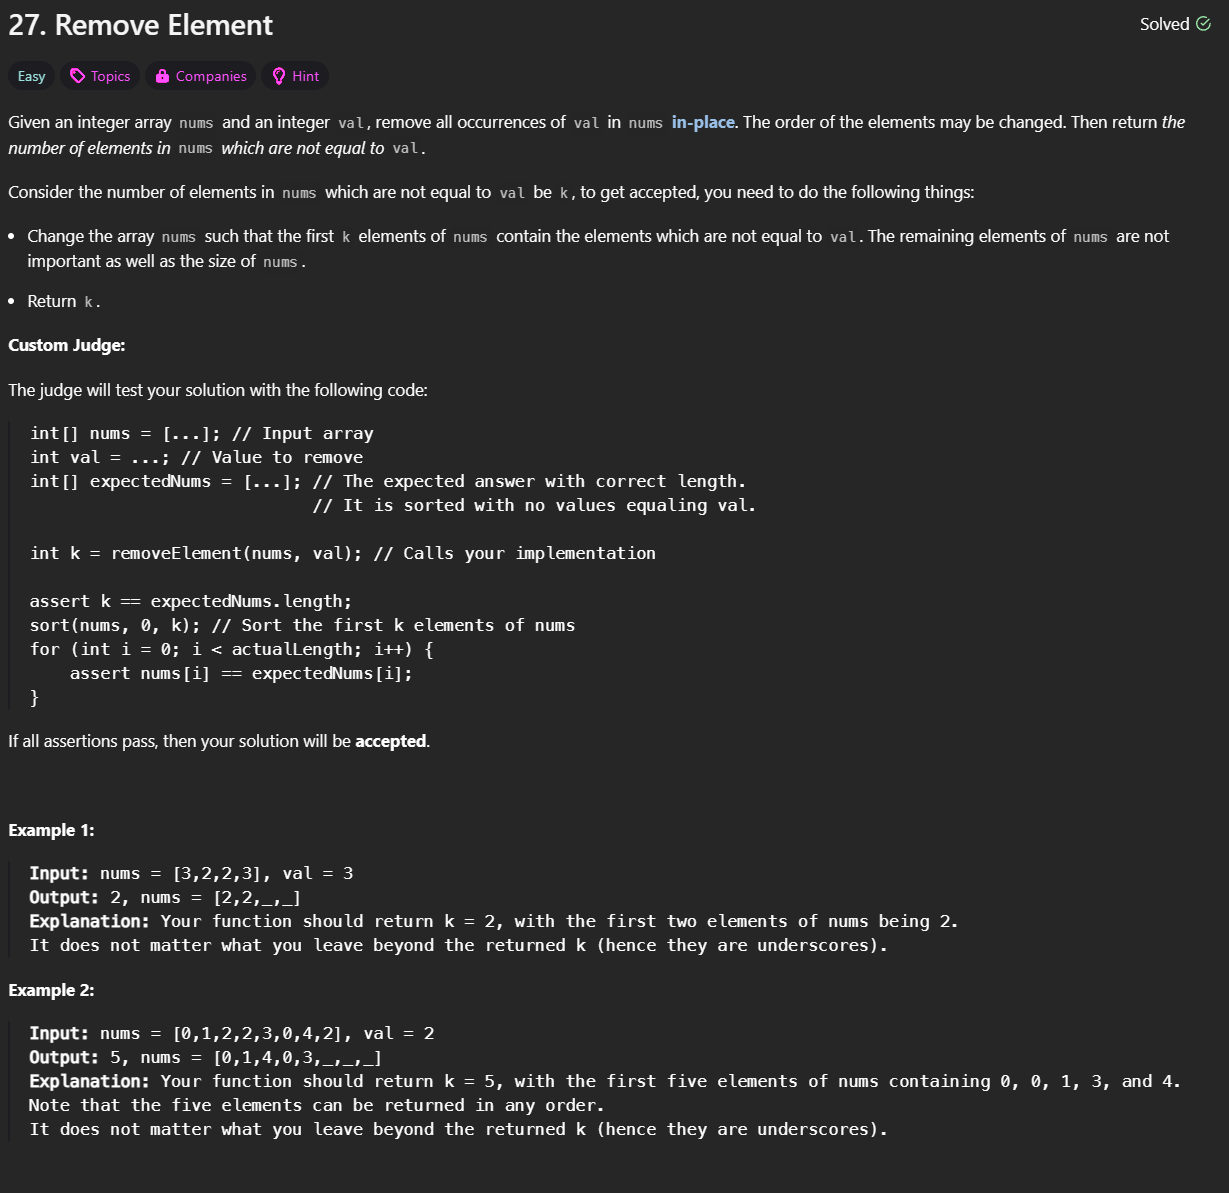 27. Remove Element
Solved
Easy Topics Companies Hint
Given an integer array nums and an integer val, remove all occurrences of val in nums in-place. The order of the elements may be changed. Then return the
number of elements in nums which are not equal to val.
Consider the number of elements in nums which are not equal to val be k, to get accepted, you need to do the following things:
• Change the array nums such that the first k elements of nums contain the elements which are not equal to val. The remaining elements of nums are not
important as well as the size of nums.
• Return k.
Custom Judge:
The judge will test your solution with the following code:
int[] nums = [...]; // Input array
int val = ...; // Value to remove
int[] expectedNums = [...]; // The expected answer with correct length.
// It is sorted with no values equaling val.
int k = removeElement(nums, val); // Calls your implementation
assert k == expectedNums.length;
sort(nums, 0, k); // Sort the first k elements of nums
for (int i = 0; i < actualLength; i++) {
assert nums[i] == expectedNums[i];
}
If all assertions pass, then your solution will be accepted.
Example 1:
Input: nums = [3,2,2,3], val = 3
Output: 2, nums = [2,2,_,_]
Explanation: Your function should return k = 2, with the first two elements of nums being 2.
It does not matter what you leave beyond the returned k (hence they are underscores).
Example 2:
Input: nums = [0,1,2,2,3,0,4,2], val = 2
Output: 5, nums = [0,1,4,0,3,_,_,_]
Explanation: Your function should return k = 5, with the first five elements of nums containing 0, 0, 1, 3, and 4.
Note that the five elements can be returned in any order.
It does not matter what you leave beyond the returned k (hence they are underscores).